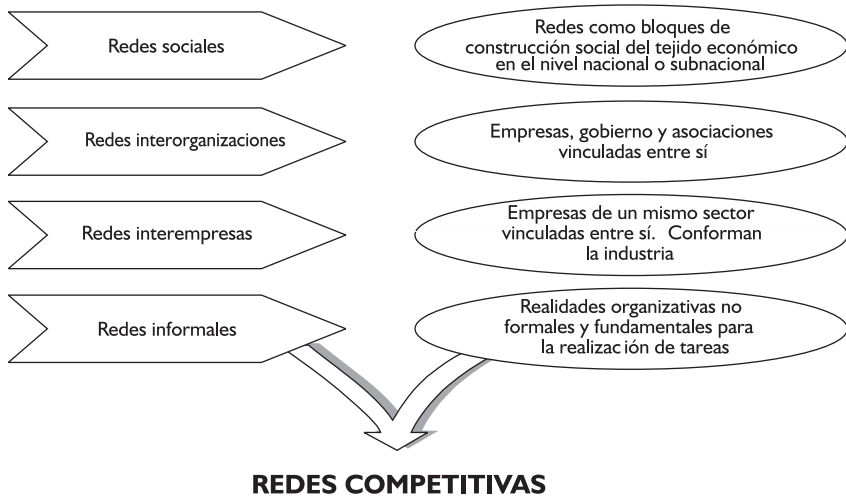 Redes sociales
Redes como bloques de
construcción social del tejido económico
en el nivel nacional o subnacional
Redes interorganizaciones
Empresas, gobierno y asociaciones
vinculadas entre sí
Redes interempresas
Empresas de un mismo sector
vinculadas entre sí. Conforman
la industria
Redes informales
Realidades organizativas no
formales y fundamentales para
la realización de tareas
REDES COMPETITIVAS